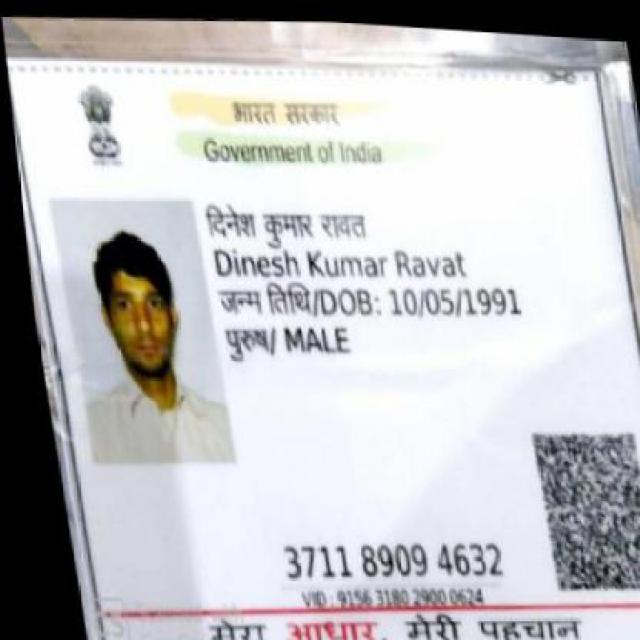 भारत सरकार
Government of India
दिनेश कुमार रावत
Dinesh Kumar Ravat
जन्म तिथि/DOB: 10/05/1991
पुरुष/ MALE
3711 8909 4632
VID : 9156 3180 2900 0624
मेरा आधार, मेरी पहचान